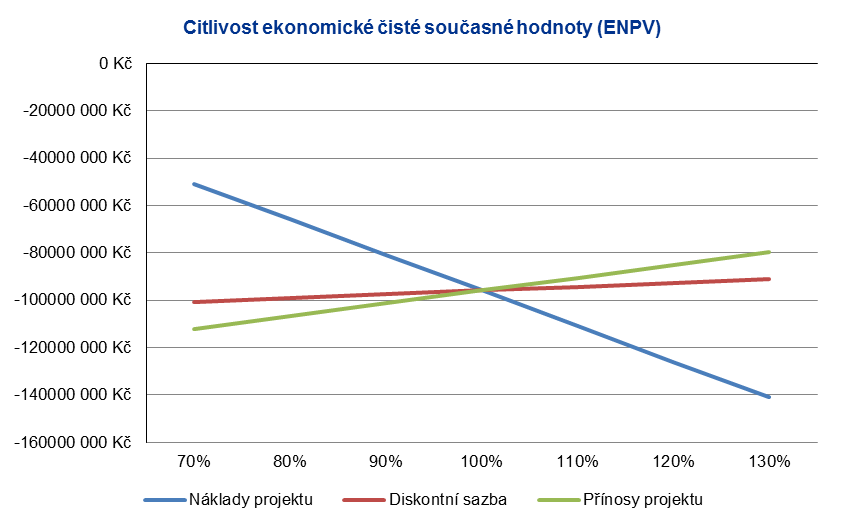 Citlivost ekonomické čisté současné hodnoty (ENPV)
0 Kč
-20000 000 Kč
-40000 000 Kč
-60000 000 Kč
-80000 000 Kč
-100000 000 Kč
-120000 000 Kč
-140000 000 Kč
-160000 000 Kč
70% 80% 90% 100% 110% 120% 130%
Náklady projektu Diskontní sazba Přínosy projektu